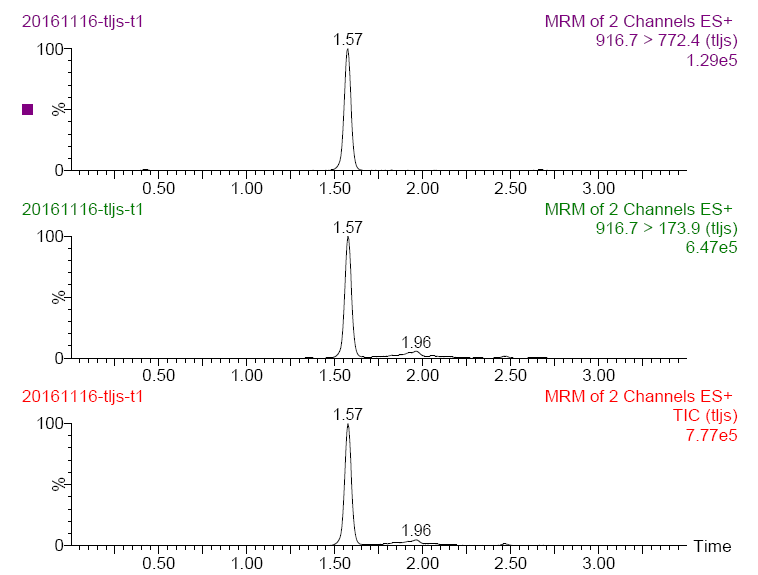 20161116-tljs-t1
MRM of 2 Channels ES+
916.7 > 772.4 (tljs)
1.29e5
1.57
100
%
0
0.50 1.00 1.50 2.00 2.50 3.00
20161116-tljs-t1
MRM of 2 Channels ES+
916.7 > 173.9 (tljs)
6.47e5
1.57
100
%
1.96
0
0.50 1.00 1.50 2.00 2.50 3.00
20161116-tljs-t1
MRM of 2 Channels ES+
TIC (tljs)
7.77e5
1.57
100
%
1.96
0
Time
0.50 1.00 1.50 2.00 2.50 3.00